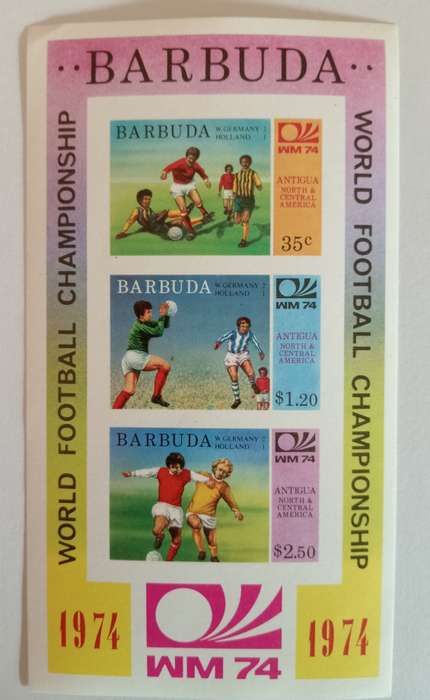 ··BARBUDA··
WORLD FOOTBALL CHAMPIONSHIP
WORLD FOOTBALL CHAMPIONSHIP
BARBUDA
W. GERMANY 2
HOLLAND 1
WM 74
ANTIGUA
NORTH &
CENTRAL
AMERICA
35c
BARBUDA
W. GERMANY 2
HOLLAND 1
WM 74
ANTIGUA
NORTH &
CENTRAL
AMERICA
$1.20
BARBUDA
W. GERMANY 2
HOLLAND 1
WM 74
ANTIGUA
NORTH &
CENTRAL
AMERICA
$2.50
1974
WM 74
1974